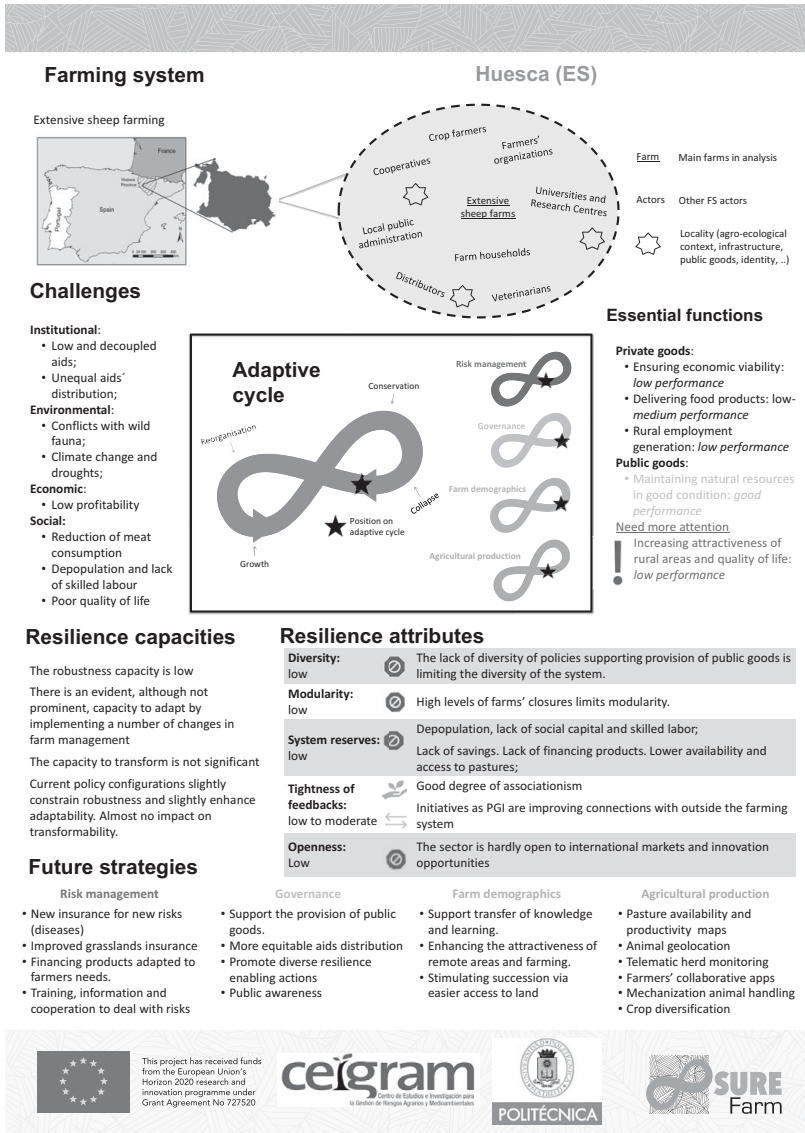 Farming system
Huesca (ES)
Extensive sheep farming
France
Huesca
Province
Portugal
Spain
N
Crop farmers
Farmers'
organizations
Cooperatives
Extensive
sheep farms
Universities and
Research Centres
Local public
administration
Farm households
Distributors
Veterinarians
Farm Main farms in analysis
Actors Other FS actors
Locality (agro-ecological
context, infrastructure,
public goods, identity, ..)
Challenges
Institutional:
• Low and decoupled
aids;
• Unequal aids´
distribution;
Environmental:
• Conflicts with wild
fauna;
• Climate change and
droughts;
Economic:
• Low profitability
Social:
• Reduction of meat
consumption
• Depopulation and lack
of skilled labour
• Poor quality of life
Adaptive
cycle
Conservation
Reorganisation
Collapse
Growth
Position on
adaptive cycle
Risk management
Governance
Farm demographics
Agricultural production
Essential functions
Private goods:
• Ensuring economic viability:
low performance
• Delivering food products: low-
medium performance
• Rural employment
generation: low performance
Public goods:
• Maintaining natural resources
in good condition: good
performance
Need more attention
! Increasing attractiveness of
rural areas and quality of life:
low performance
Resilience capacities
The robustness capacity is low
There is an evident, although not
prominent, capacity to adapt by
implementing a number of changes in
farm management
The capacity to transform is not significant
Current policy configurations slightly
constrain robustness and slightly enhance
adaptability. Almost no impact on
transformability.
Resilience attributes
Diversity:
low
The lack of diversity of policies supporting provision of public goods is
limiting the diversity of the system.
Modularity:
low
High levels of farms' closures limits modularity.
System reserves:
low
Depopulation, lack of social capital and skilled labor;
Lack of savings. Lack of financing products. Lower availability and
access to pastures;
Tightness of
feedbacks:
low to moderate
Good degree of associationism
Initiatives as PGI are improving connections with outside the farming
system
Openness:
Low
The sector is hardly open to international markets and innovation
opportunities
Future strategies
Risk management
• New insurance for new risks
(diseases)
• Improved grasslands insurance
• Financing products adapted to
farmers needs.
• Training, information and
cooperation to deal with risks
Governance
• Support the provision of public
goods.
• More equitable aids distribution
• Promote diverse resilience
enabling actions
• Public awareness
Farm demographics
• Support transfer of knowledge
and learning.
• Enhancing the attractiveness of
remote areas and farming.
• Stimulating succession via
easier access to land
Agricultural production
• Pasture availability and
productivity maps
• Animal geolocation
• Telematic herd monitoring
• Farmers' collaborative apps
• Mechanization animal handling
• Crop diversification
This project has received funds
from the European Union's
Horizon 2020 research and
innovation programme under
Grant Agreement No 727520
ceigram
Centro de Estudios e Investigación para
la Gestión de Riesgos Agrarios y Medioambientales
POLITÉCNICA
SURE
Farm